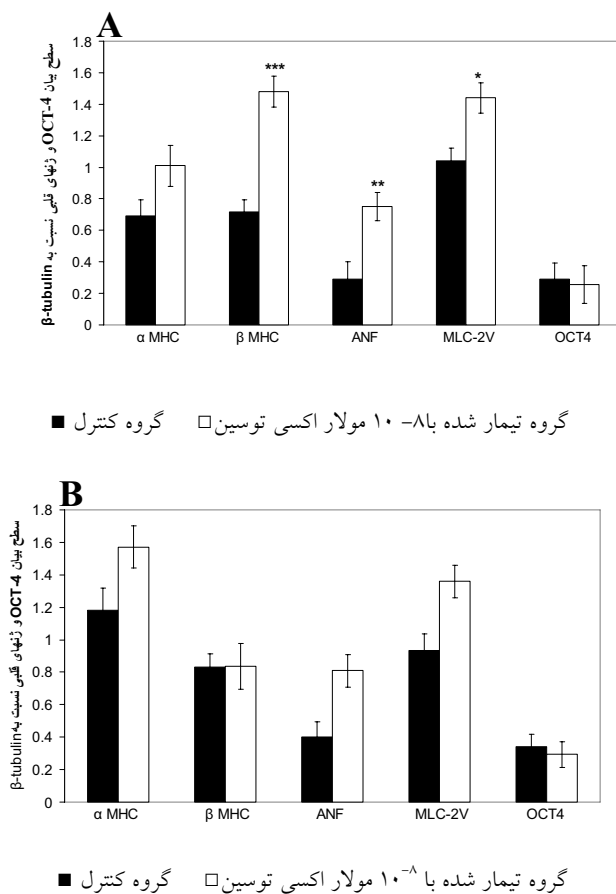 A
سطح بیان OCT-4 و ژنهای قلبی نسبت به β-tubulin
1.8
1.6
1.4
1.2
1
0.8
0.6
0.4
0.2
0
***
**
*
α MHC β MHC ANF MLC-2V OCT4
■ گروه کنترل □ گروه تیمار شده با ۸- ۱۰ مولار اکسی توسین
B
سطح بیان OCT-4 و ژنهای قلبی نسبت به β-tubulin
1.8
1.6
1.4
1.2
1
0.8
0.6
0.4
0.2
0
α MHC β MHC ANF MLC-2V OCT4
■ گروه کنترل □ گروه تیمار شده با ۱۰⁻۸ مولار اکسی توسین